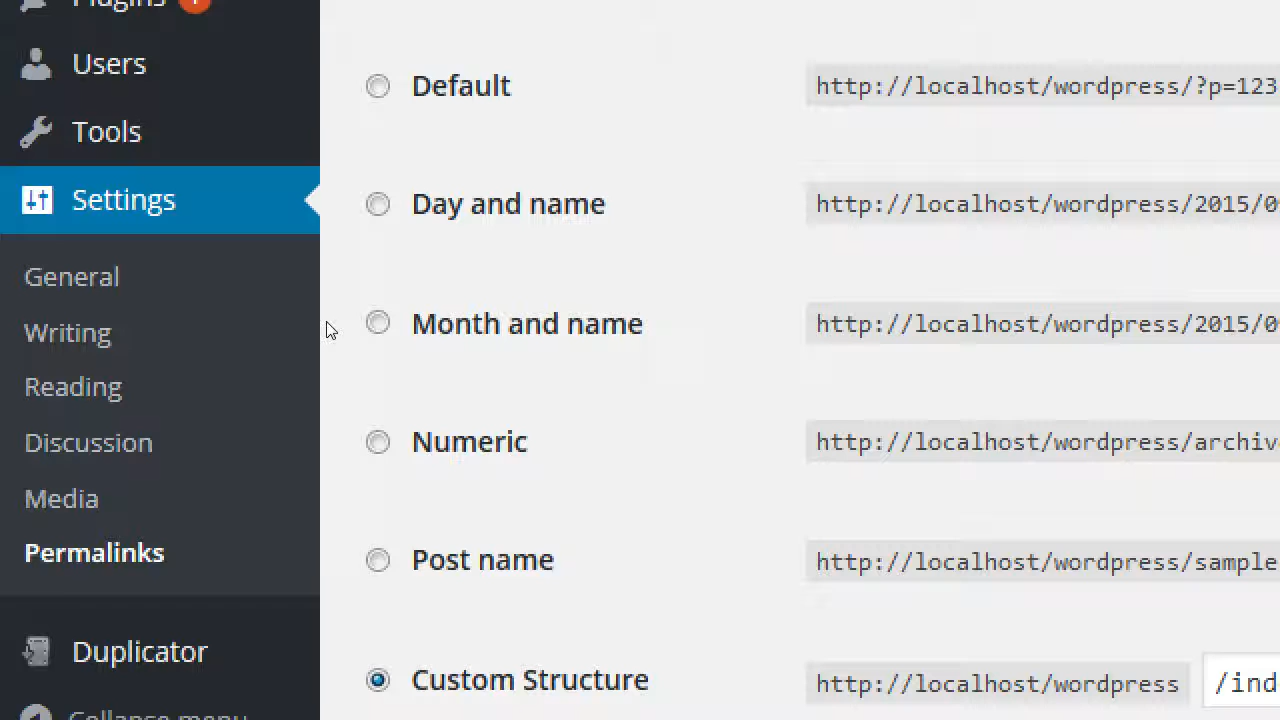 Plugins
Users
Tools
Settings
General
Writing
Reading
Discussion
Media
Permalinks
Duplicator
Collapse menu
Default http://localhost/wordpress/?p=123
Day and name http://localhost/wordpress/2015/0
Month and name http://localhost/wordpress/2015/0
Numeric http://localhost/wordpress/archiv
Post name http://localhost/wordpress/sample
Custom Structure http://localhost/wordpress /ind